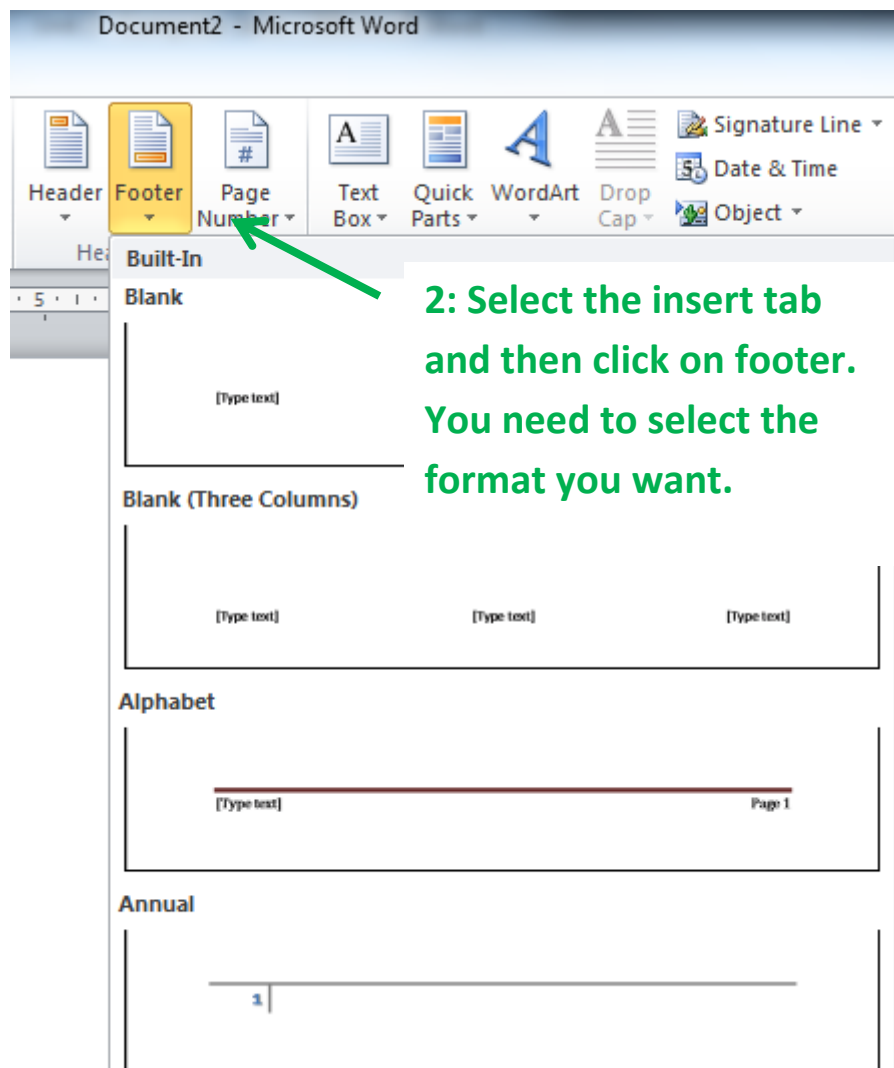 Document2 - Microsoft Word
Header Footer Page Number Text Box Quick Parts WordArt Drop Cap
Signature Line
Date & Time
Object
Built-In
· 5 · ı ·
Blank
[Type text]
2: Select the insert tab
and then click on footer.
You need to select the
format you want.
Blank (Three Columns)
[Type text] [Type text] [Type text]
Alphabet
[Type text] Page 1
Annual
1